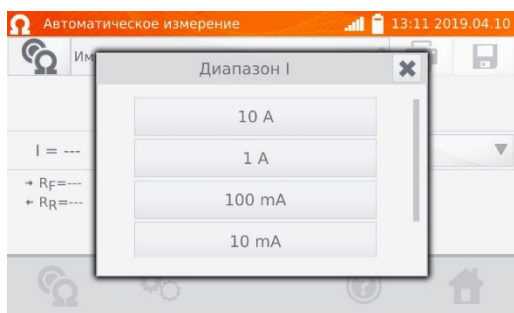 Автоматическое измерение 13:11 2019.04.10
Им
Диапазон I
10 A
1 A
100 mA
10 mA
I = ---
→ RF=---
← RR=---